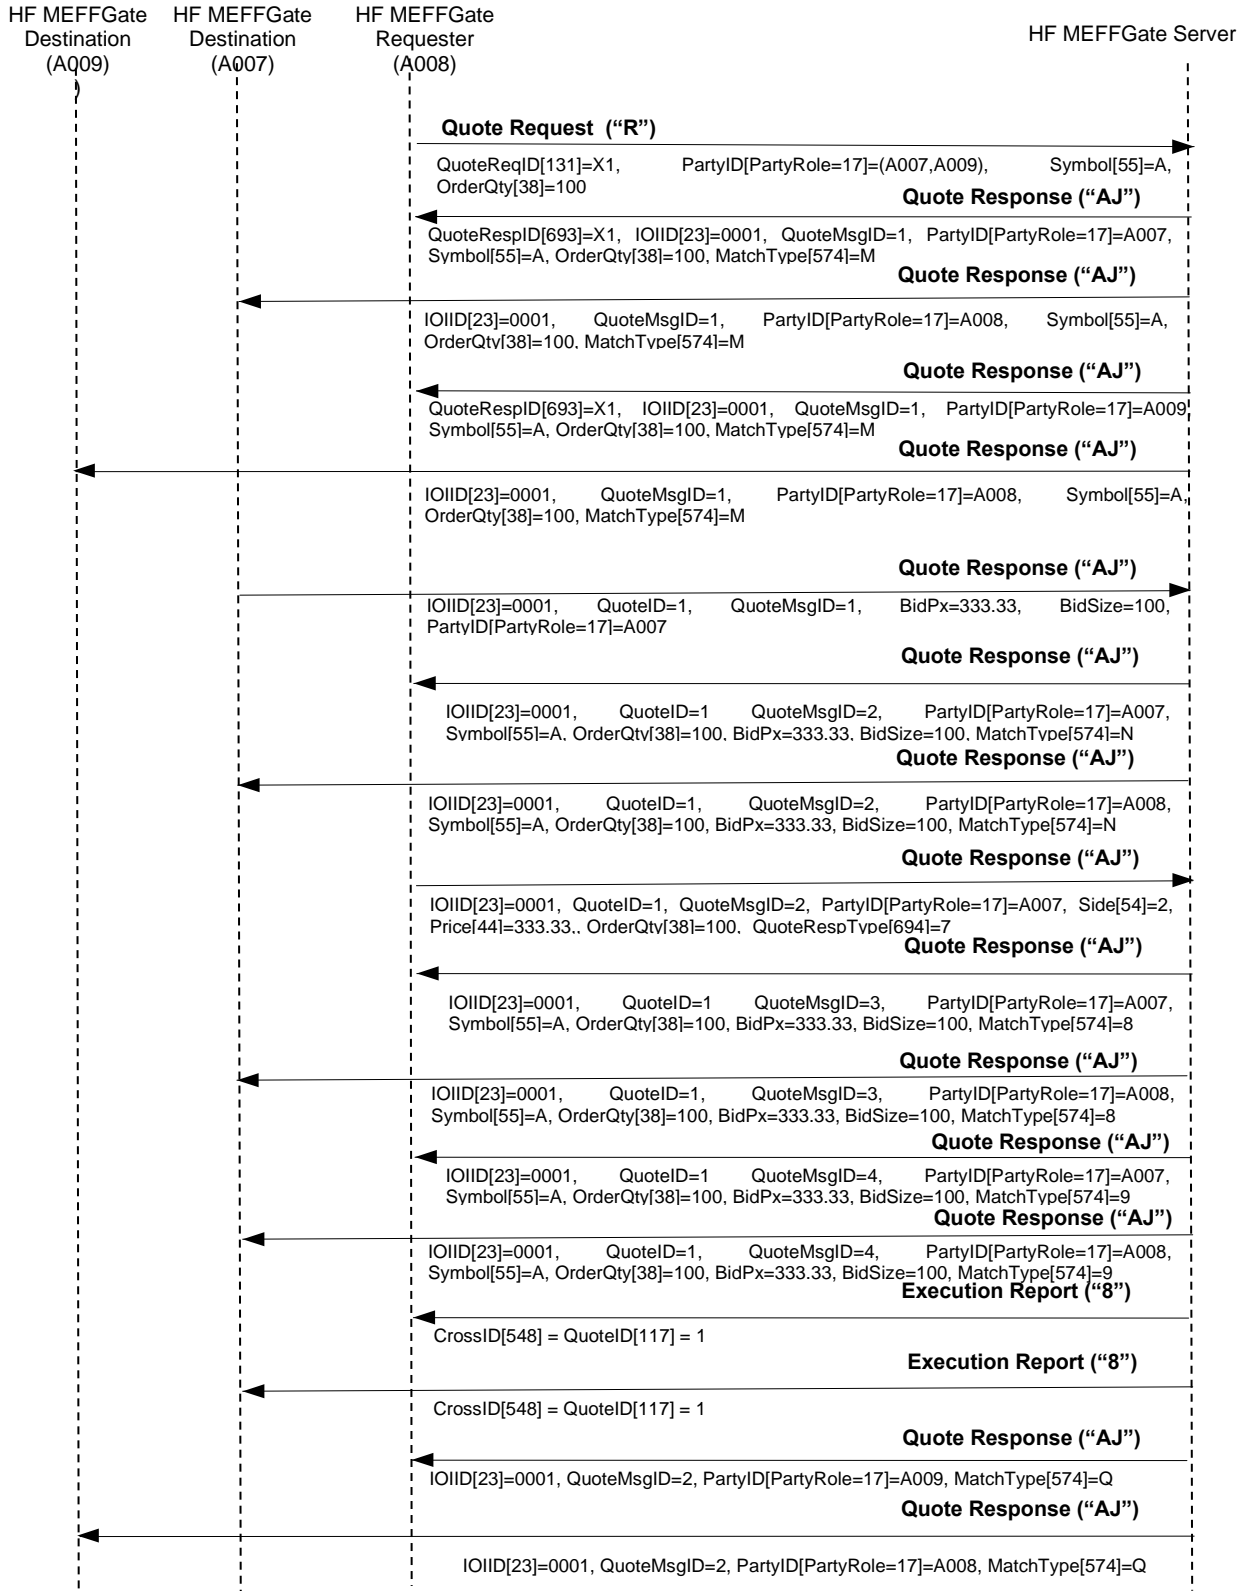 HF MEFFGate Destination (A009)
)
HF MEFFGate Destination (A007)
HF MEFFGate Requester (A008)
HF MEFFGate Server
Quote Request (“R”)
QuoteReqID[131]=X1, PartyID[PartyRole=17]=(A007,A009), Symbol[55]=A,
OrderQty[38]=100
Quote Response (“AJ”)
QuoteRespID[693]=X1, IOIID[23]=0001, QuoteMsgID=1, PartyID[PartyRole=17]=A007,
Symbol[55]=A, OrderQty[38]=100, MatchType[574]=M
Quote Response (“AJ”)
IOIID[23]=0001, QuoteMsgID=1, PartyID[PartyRole=17]=A008, Symbol[55]=A,
OrderQty[38]=100, MatchType[574]=M
Quote Response (“AJ”)
QuoteRespID[693]=X1, IOIID[23]=0001, QuoteMsgID=1, PartyID[PartyRole=17]=A009
Symbol[55]=A, OrderQty[38]=100, MatchType[574]=M
Quote Response (“AJ”)
IOIID[23]=0001, QuoteMsgID=1, PartyID[PartyRole=17]=A008, Symbol[55]=A,
OrderQty[38]=100, MatchType[574]=M
Quote Response (“AJ”)
IOIID[23]=0001, QuoteID=1, QuoteMsgID=1, BidPx=333.33, BidSize=100,
PartyID[PartyRole=17]=A007
Quote Response (“AJ”)
IOIID[23]=0001, QuoteID=1 QuoteMsgID=2, PartyID[PartyRole=17]=A007,
Symbol[55]=A, OrderQty[38]=100, BidPx=333.33, BidSize=100, MatchType[574]=N
Quote Response (“AJ”)
IOIID[23]=0001, QuoteID=1, QuoteMsgID=2, PartyID[PartyRole=17]=A008,
Symbol[55]=A, OrderQty[38]=100, BidPx=333.33, BidSize=100, MatchType[574]=N
Quote Response (“AJ”)
IOIID[23]=0001, QuoteID=1, QuoteMsgID=2, PartyID[PartyRole=17]=A007, Side[54]=2,
Price[44]=333.33,, OrderQty[38]=100, QuoteRespType[694]=7
Quote Response (“AJ”)
IOIID[23]=0001, QuoteID=1 QuoteMsgID=3, PartyID[PartyRole=17]=A007,
Symbol[55]=A, OrderQty[38]=100, BidPx=333.33, BidSize=100, MatchType[574]=8
Quote Response (“AJ”)
IOIID[23]=0001, QuoteID=1, QuoteMsgID=3, PartyID[PartyRole=17]=A008,
Symbol[55]=A, OrderQty[38]=100, BidPx=333.33, BidSize=100, MatchType[574]=8
Quote Response (“AJ”)
IOIID[23]=0001, QuoteID=1 QuoteMsgID=4, PartyID[PartyRole=17]=A007,
Symbol[55]=A, OrderQty[38]=100, BidPx=333.33, BidSize=100, MatchType[574]=9
Quote Response (“AJ”)
IOIID[23]=0001, QuoteID=1, QuoteMsgID=4, PartyID[PartyRole=17]=A008,
Symbol[55]=A, OrderQty[38]=100, BidPx=333.33, BidSize=100, MatchType[574]=9
Execution Report (“8”)
CrossID[548] = QuoteID[117] = 1
Execution Report (“8”)
CrossID[548] = QuoteID[117] = 1
Quote Response (“AJ”)
IOIID[23]=0001, QuoteMsgID=2, PartyID[PartyRole=17]=A009, MatchType[574]=Q
Quote Response (“AJ”)
IOIID[23]=0001, QuoteMsgID=2, PartyID[PartyRole=17]=A008, MatchType[574]=Q